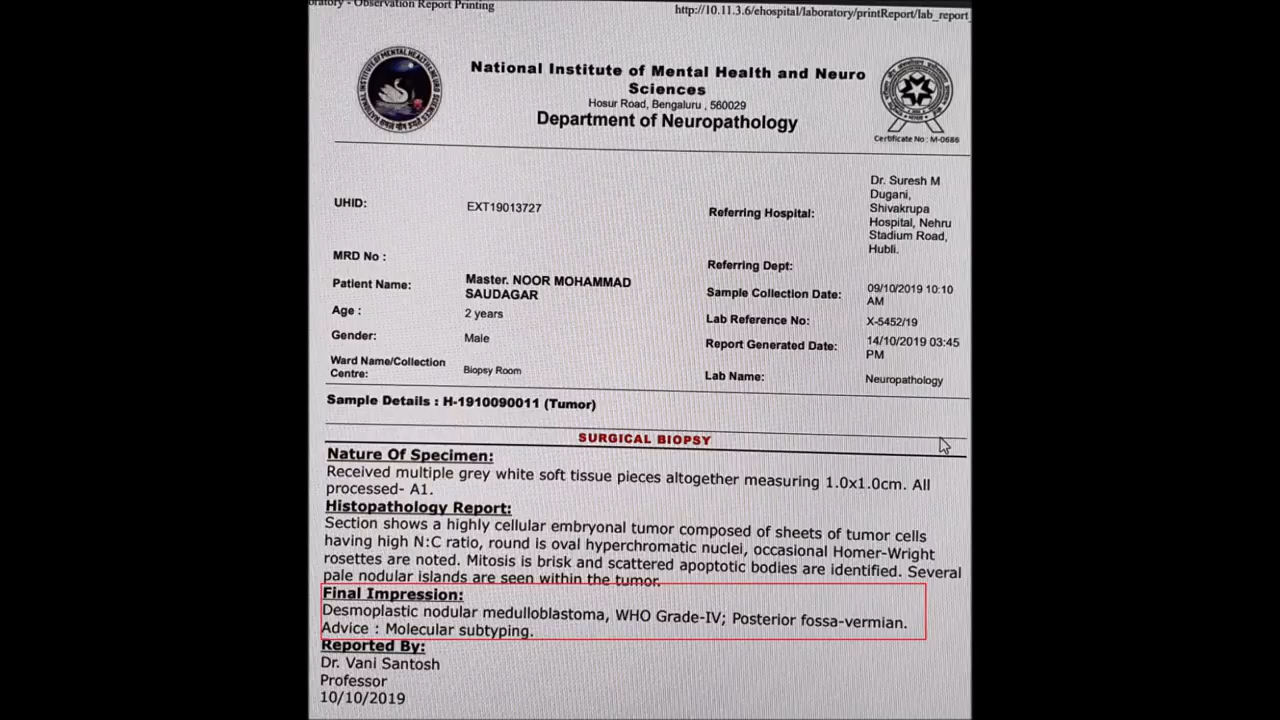 oratory - Observation Report Printing
http://10.11.3.6/ehospital/laboratory/printReport/lab_report
National Institute of Mental Health and Neuro
Sciences
Hosur Road, Bengaluru , 560029
Department of Neuropathology
Certificate No : M-0686
UHID:
EXT19013727
Referring Hospital:
Dr. Suresh M
Dugani,
Shivakrupa
Hospital, Nehru
Stadium Road,
Hubli.
MRD No :
Referring Dept:
Patient Name:
Master. NOOR MOHAMMAD
SAUDAGAR
Sample Collection Date:
09/10/2019 10:10
AM
Age :
2 years
Lab Reference No:
X-5452/19
Gender:
Male
Report Generated Date:
14/10/2019 03:45
PM
Ward Name/Collection
Centre:
Biopsy Room
Lab Name:
Neuropathology
Sample Details : H-1910090011 (Tumor)
SURGICAL BIOPSY
Nature Of Specimen:
Received multiple grey white soft tissue pieces altogether measuring 1.0x1.0cm. All
processed- A1.
Histopathology Report:
Section shows a highly cellular embryonal tumor composed of sheets of tumor cells
having high N:C ratio, round is oval hyperchromatic nuclei, occasional Homer-Wright
rosettes are noted. Mitosis is brisk and scattered apoptotic bodies are identified. Several
pale nodular islands are seen within the tumor.
Final Impression:
Desmoplastic nodular medulloblastoma, WHO Grade-IV; Posterior fossa-vermian.
Advice : Molecular subtyping.
Reported By:
Dr. Vani Santosh
Professor
10/10/2019